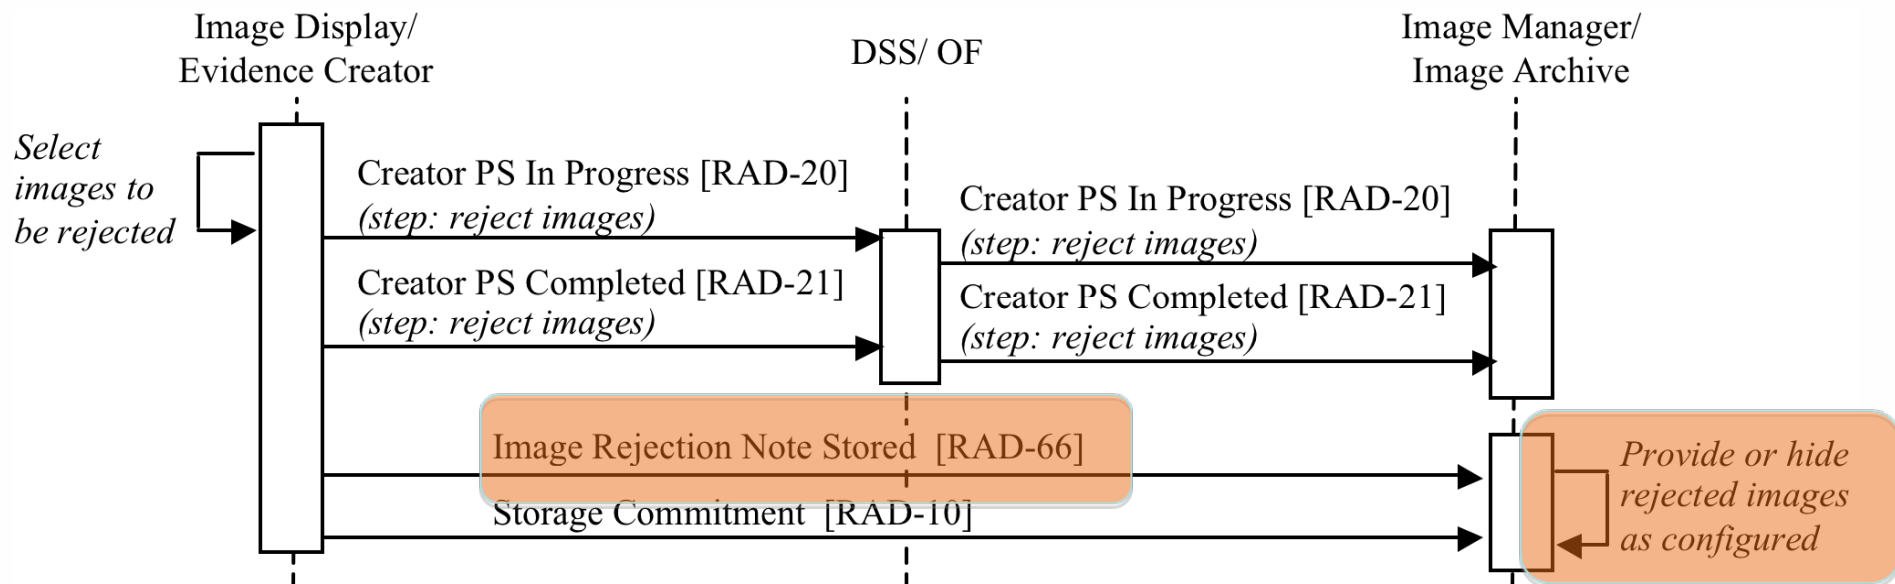 Image Display/
Evidence Creator
DSS/ OF
Image Manager/
Image Archive
Select
images to
be rejected
Creator PS In Progress [RAD-20]
(step: reject images)
Creator PS In Progress [RAD-20]
(step: reject images)
Creator PS Completed [RAD-21]
(step: reject images)
Creator PS Completed [RAD-21]
(step: reject images)
Image Rejection Note Stored [RAD-66]
Storage Commitment [RAD-10]
Provide or hide
rejected images
as configured